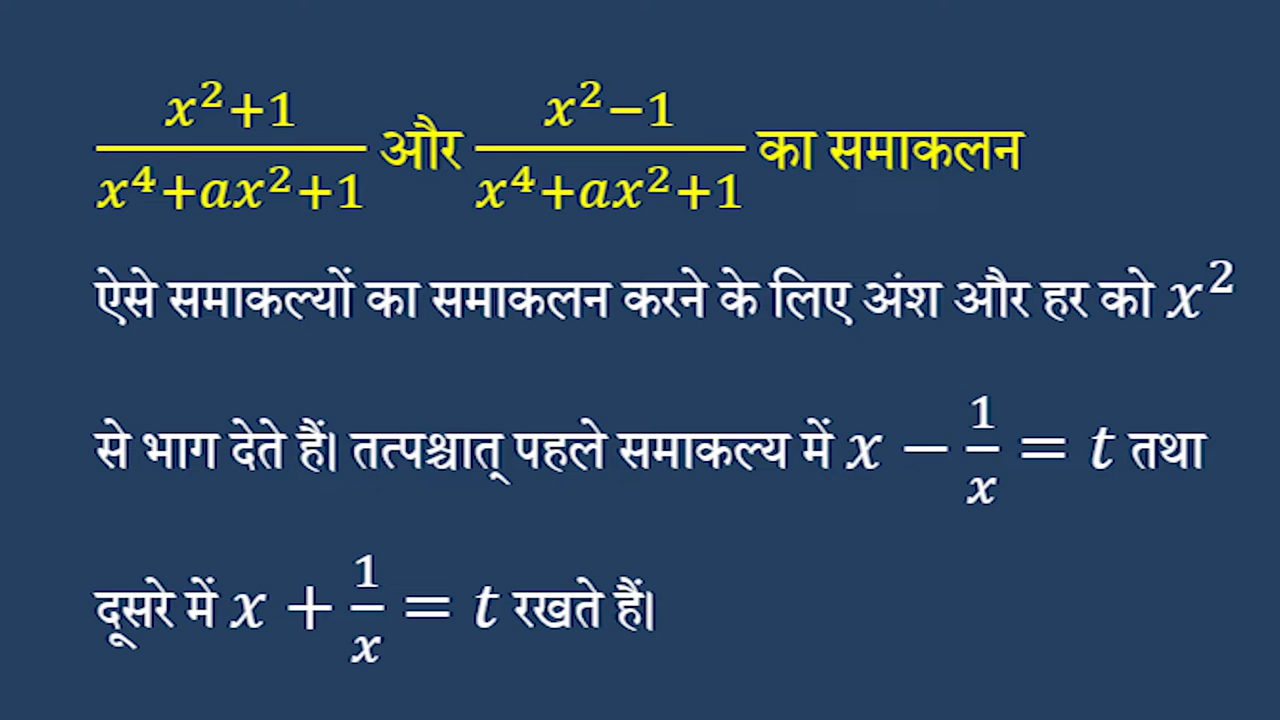 x²+1/x⁴+ax²+1 और x²−1/x⁴+ax²+1 का समाकलन
ऐसे समाकल्यों का समाकलन करने के लिए अंश और हर को x²
से भाग देते हैं। तत्पश्चात् पहले समाकल्य में x − 1/x = t तथा
दूसरे में x + 1/x = t रखते हैं।